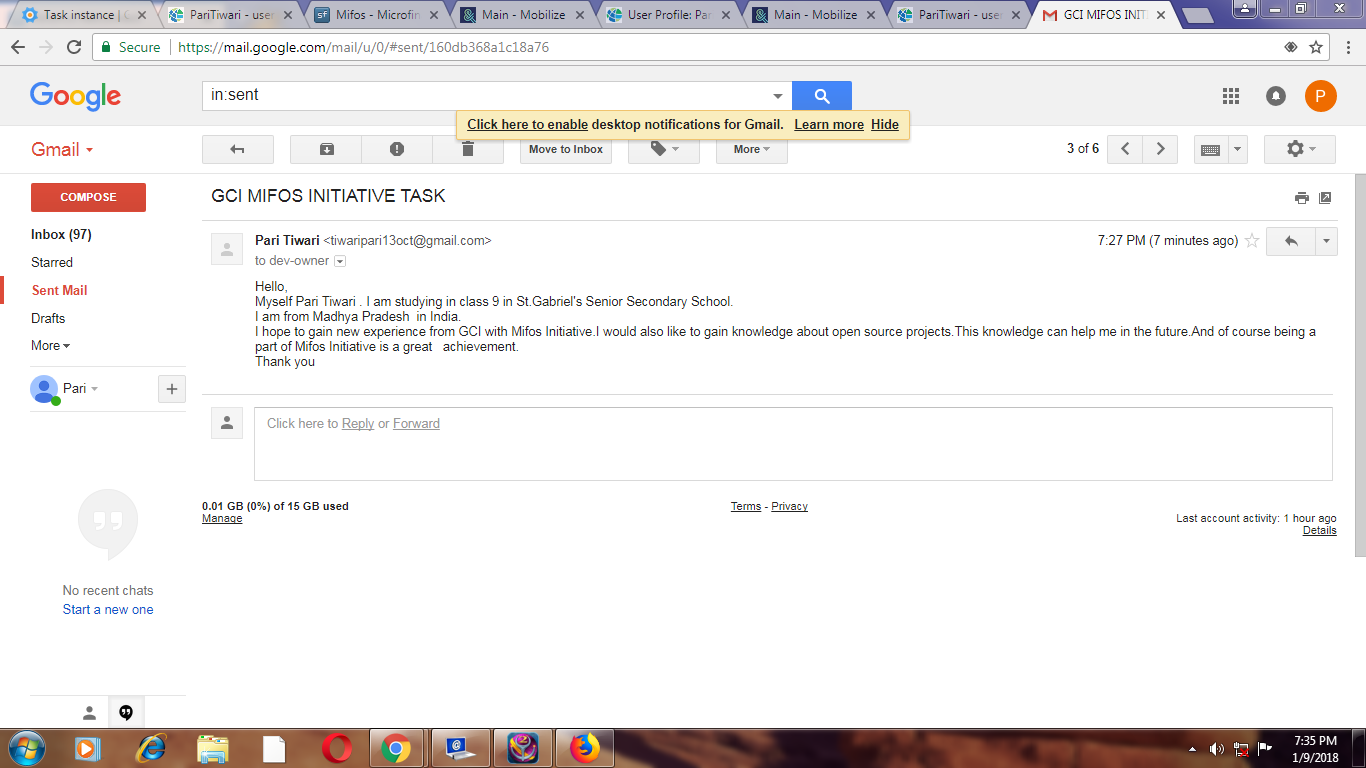 Task instance | G
PariTiwari - user
Mifos - Microfin
Main - Mobilize
User Profile: Par
Main - Mobilize
PariTiwari - user
GCI MIFOS INIT
Secure
https://mail.google.com/mail/u/0/#sent/160db368a1c18a76
Google
in:sent
P
Click here to enable desktop notifications for Gmail. Learn more Hide
Gmail
Move to Inbox
More
3 of 6
COMPOSE
GCI MIFOS INITIATIVE TASK
Inbox (97)
Starred
Sent Mail
Drafts
More
Pari
Pari Tiwari <tiwaripari13oct@gmail.com>
7:27 PM (7 minutes ago)
to dev-owner
Hello,
Myself Pari Tiwari . I am studying in class 9 in St.Gabriel's Senior Secondary School.
I am from Madhya Pradesh  in India.
I hope to gain new experience from GCI with Mifos Initiative.I would also like to gain knowledge about open source projects.This knowledge can help me in the future.And of course being a
part of Mifos Initiative is a great   achievement.
Thank you
Click here to Reply or Forward
0.01 GB (0%) of 15 GB used
Manage
Terms - Privacy
Last account activity: 1 hour ago
Details
No recent chats
Start a new one
7:35 PM
1/9/2018